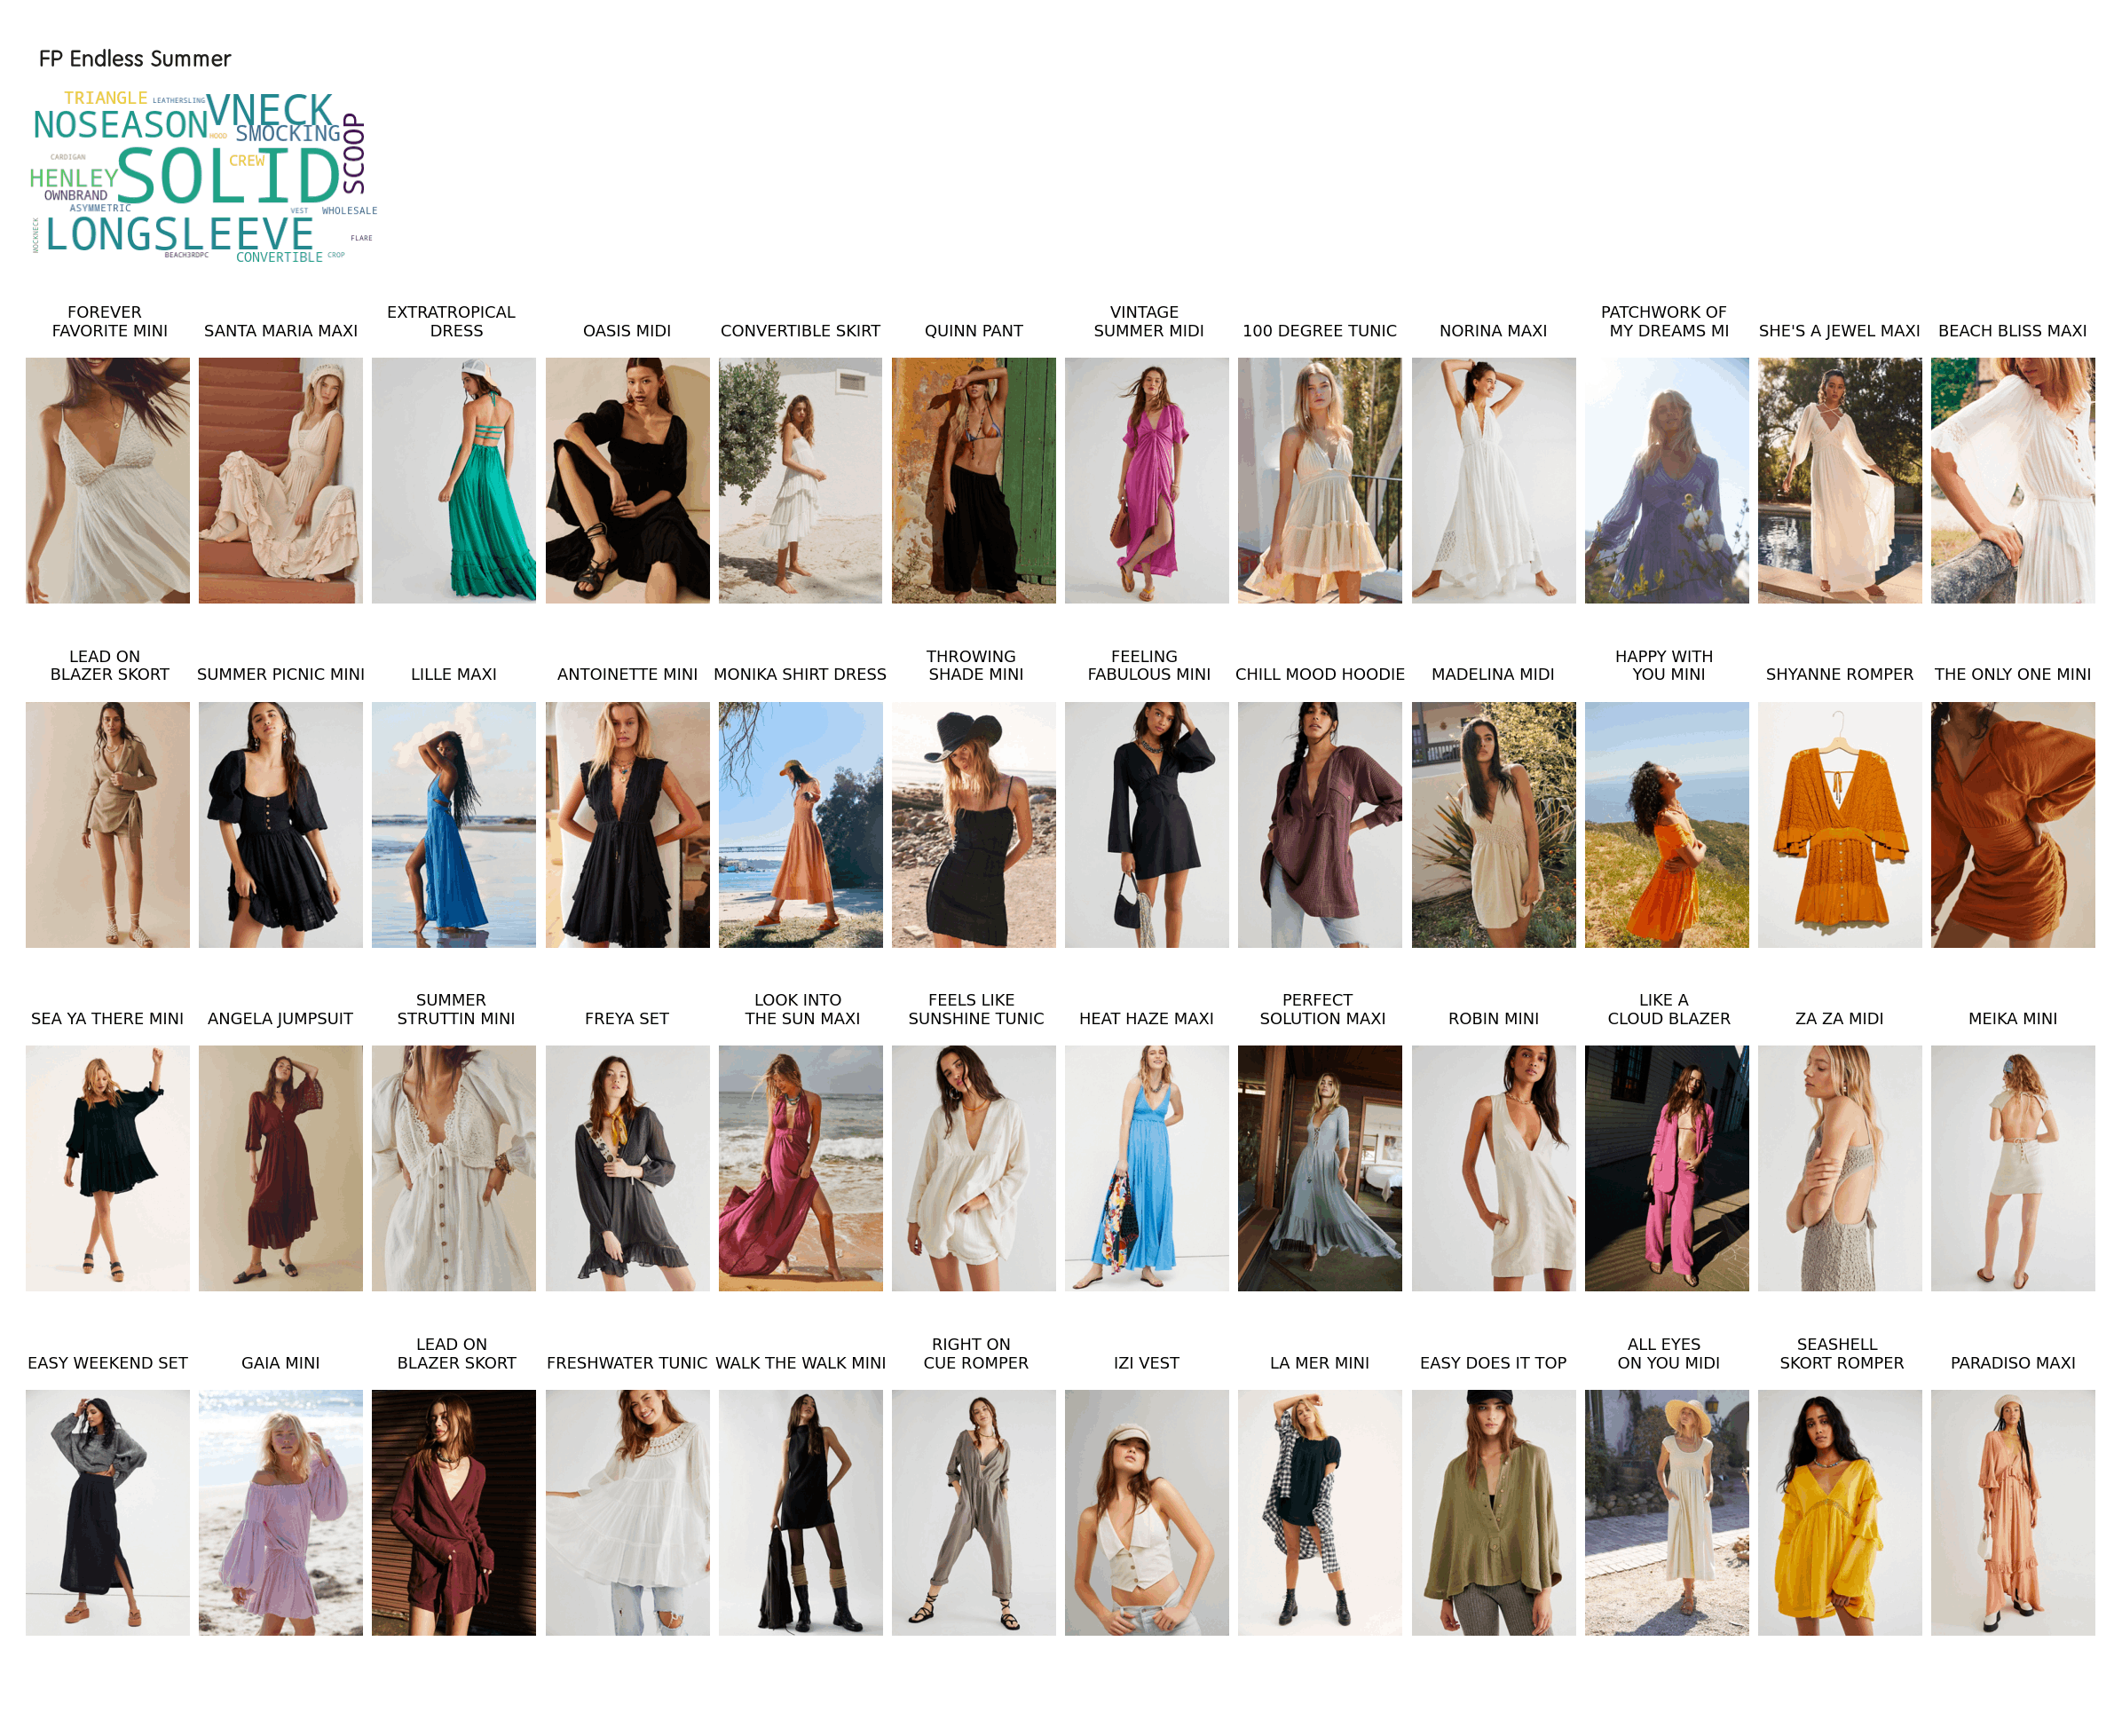 FP Endless Summer
TRIANGLE
LEATHERSLING
VNECK
NOSEASON
HOOD
SMOCKING
SCOOP
CARDIGAN
SOLID
CREW
HENLEY
OWNBRAND
ASYMMETRIC
VEST
WHOLESALE
MOCKNECK
LONGSLEEVE
FLARE
BEACH3RDPC
CONVERTIBLE
CROP
FOREVER
FAVORITE MINI
SANTA MARIA MAXI
EXTRATROPICAL
DRESS
OASIS MIDI
CONVERTIBLE SKIRT
QUINN PANT
VINTAGE
SUMMER MIDI
100 DEGREE TUNIC
NORINA MAXI
PATCHWORK OF
MY DREAMS MI
SHE'S A JEWEL MAXI
BEACH BLISS MAXI
LEAD ON
BLAZER SKORT
SUMMER PICNIC MINI
LILLE MAXI
ANTOINETTE MINI
MONIKA SHIRT DRESS
THROWING
SHADE MINI
FEELING
FABULOUS MINI
CHILL MOOD HOODIE
MADELINA MIDI
HAPPY WITH
YOU MINI
SHYANNE ROMPER
THE ONLY ONE MINI
SEA YA THERE MINI
ANGELA JUMPSUIT
SUMMER
STRUTTIN MINI
FREYA SET
LOOK INTO
THE SUN MAXI
FEELS LIKE
SUNSHINE TUNIC
HEAT HAZE MAXI
PERFECT
SOLUTION MAXI
ROBIN MINI
LIKE A
CLOUD BLAZER
ZA ZA MIDI
MEIKA MINI
EASY WEEKEND SET
GAIA MINI
LEAD ON
BLAZER SKORT
FRESHWATER TUNIC
WALK THE WALK MINI
RIGHT ON
CUE ROMPER
IZI VEST
LA MER MINI
EASY DOES IT TOP
ALL EYES
ON YOU MIDI
SEASHELL
SKORT ROMPER
PARADISO MAXI